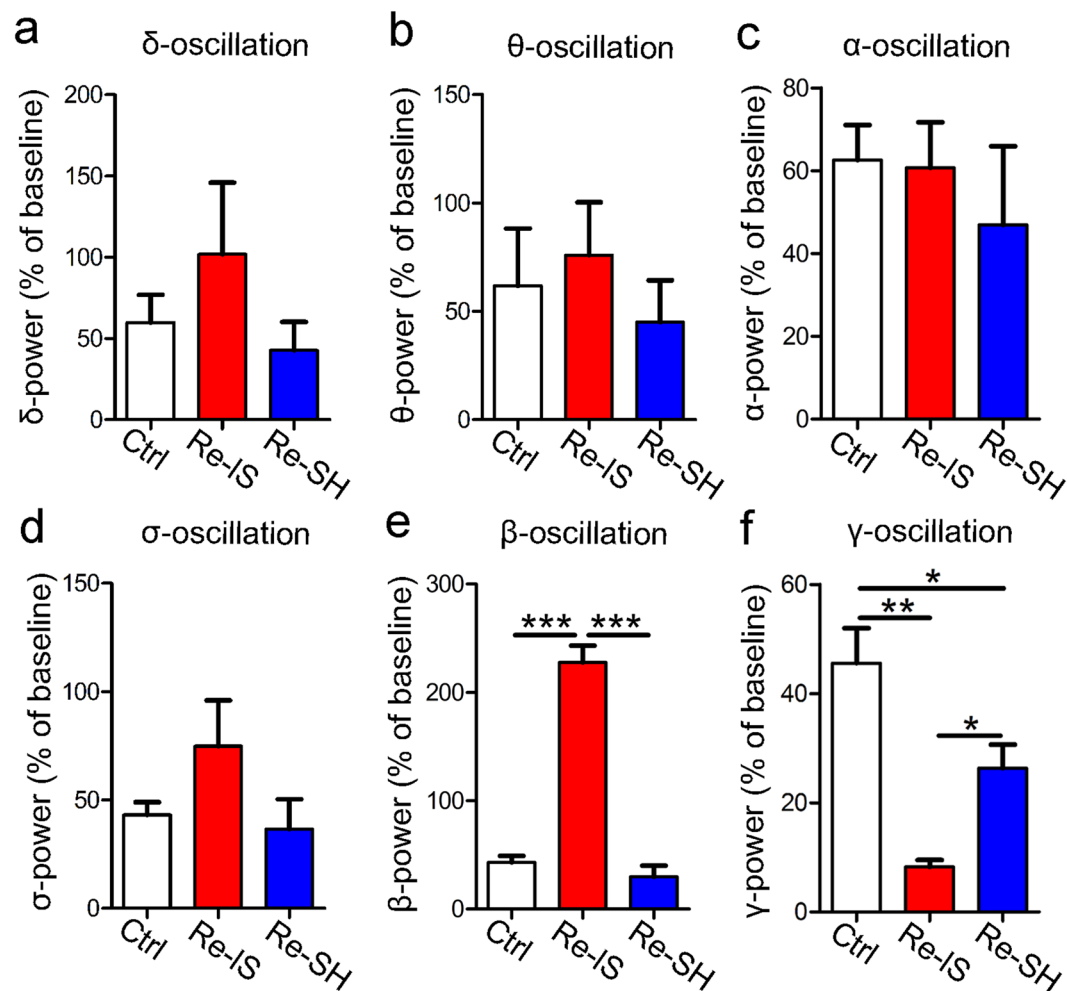 a
δ-oscillation
δ-power (% of baseline)
200
150
100
50
0
Ctrl
Re-IS
Re-SH
b
θ-oscillation
θ-power (% of baseline)
150
100
50
0
Ctrl
Re-IS
Re-SH
c
α-oscillation
α-power (% of baseline)
80
60
40
20
0
Ctrl
Re-IS
Re-SH
d
σ-oscillation
σ-power (% of baseline)
150
100
50
0
Ctrl
Re-IS
Re-SH
e
β-oscillation
β-power (% of baseline)
300
200
100
0
*** ***
Ctrl
Re-IS
Re-SH
f
γ-oscillation
γ-power (% of baseline)
60
40
20
0
*
**
*
Ctrl
Re-IS
Re-SH